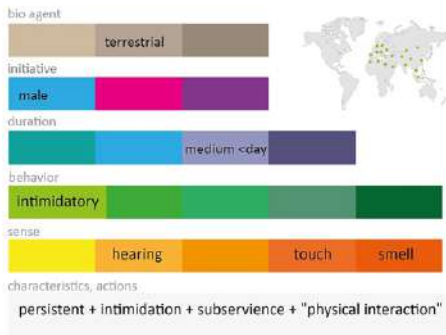 bio agent
terrestrial
initiative
male
duration
medium <day
behavior
intimidatory
sense
hearing touch smell
characteristics, actions
persistent + intimidation + subservience + "physical interaction"